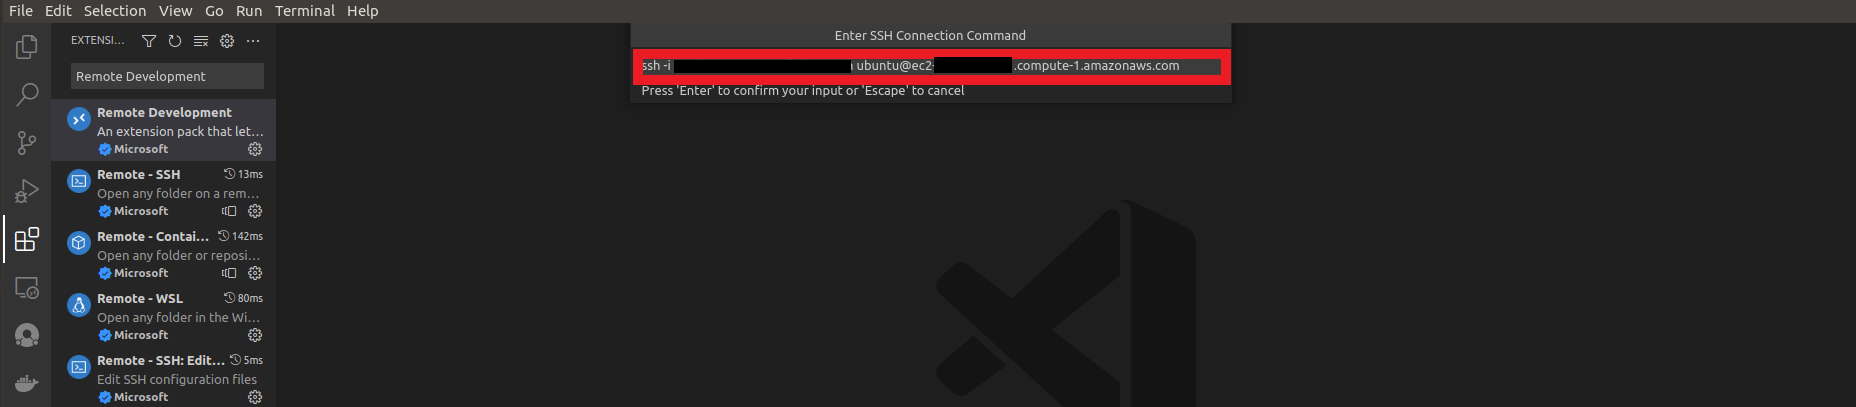 File Edit Selection View Go Run Terminal Help
EXTENSI...
Remote Development
Remote Development
An extension pack that let...
Microsoft
Remote - SSH 13ms
Open any folder on a rem...
Microsoft
Remote - Contai... 142ms
Open any folder or reposi...
Microsoft
Remote - WSL 80ms
Open any folder in the Wi...
Microsoft
Remote - SSH: Edit... 5ms
Edit SSH configuration files
Microsoft
Enter SSH Connection Command
ssh -i ubuntu@ec2- .compute-1.amazonaws.com
Press 'Enter' to confirm your input or 'Escape' to cancel